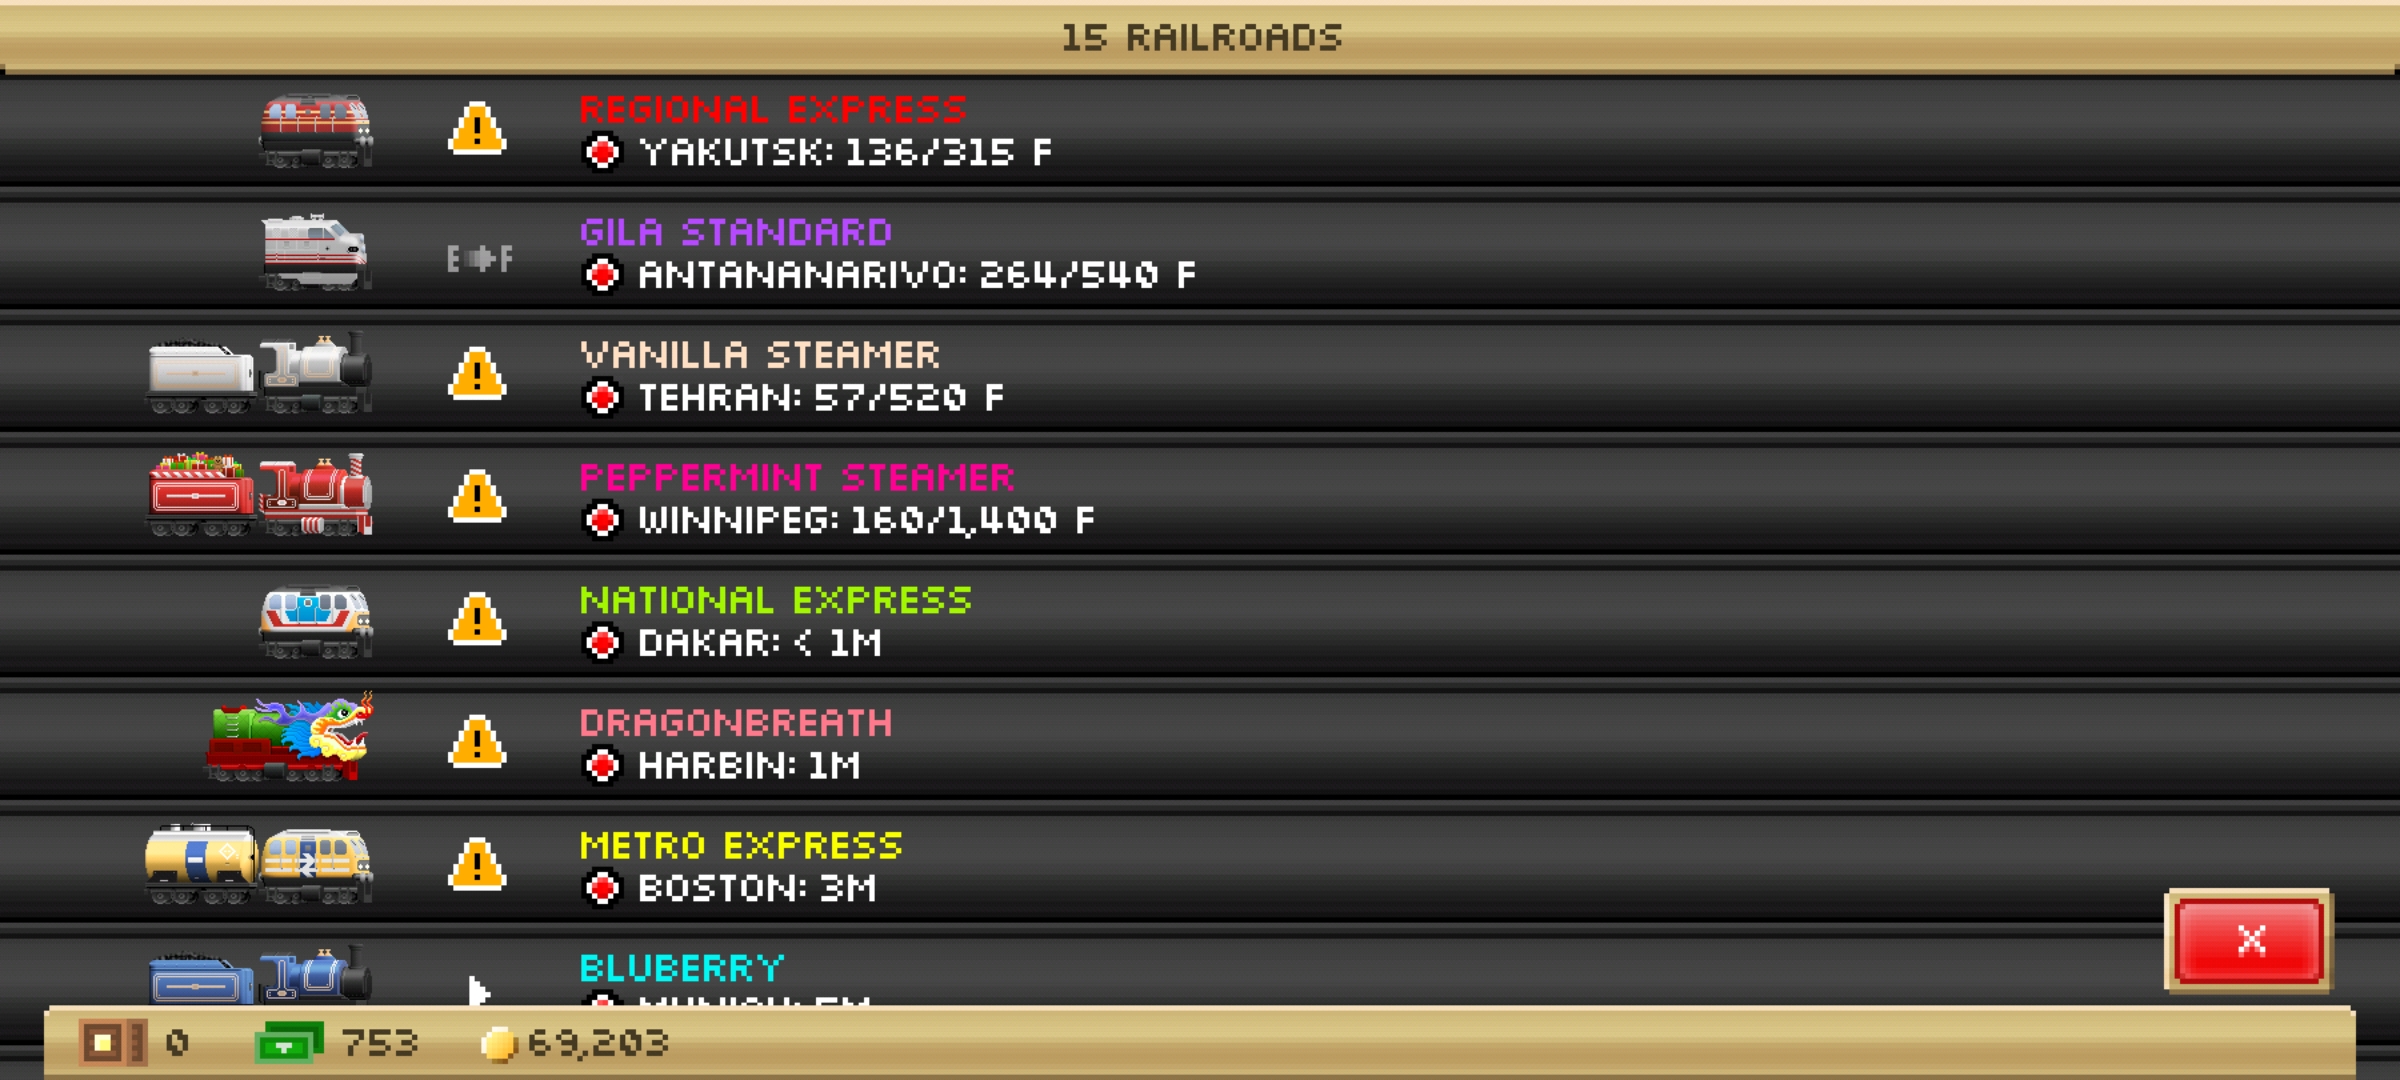 15 RAILROADS
REGIONAL EXPRESS
YAKUTSK: 136/315 F
E F
GILA STANDARD
ANTANANARIVO: 264/540 F
VANILLA STEAMER
TEHRAN: 57/520 F
PEPPERMINT STEAMER
WINNIPEG: 160/1,400 F
NATIONAL EXPRESS
DAKAR: < 1M
DRAGONBREATH
HARBIN: 1M
METRO EXPRESS
BOSTON: 3M
BLUBERRY
X
0 753 69,203